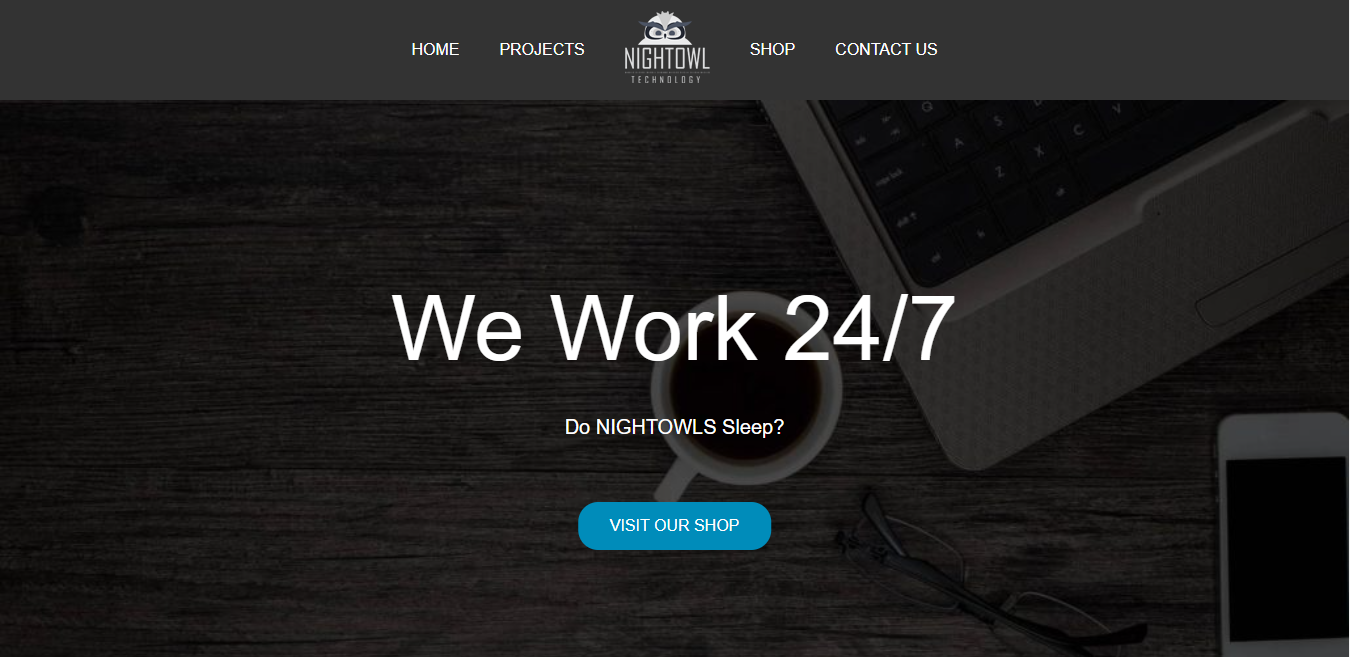 HOME
PROJECTS
NIGHTOWL
TECHNOLOGY
SHOP
CONTACT US
We Work 24/7
Do NIGHTOWLS Sleep?
VISIT OUR SHOP
Q
A
S
D
Z
X
C
V